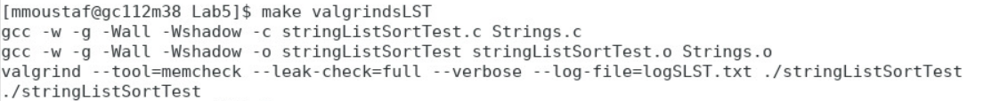 [mmoustaf@gc112m38 Lab5]$ make valgrindsLST
gcc -w -g -Wall -Wshadow -c stringListSortTest.c Strings.c
gcc -w -g -Wall -Wshadow -o stringListSortTest stringListSortTest.o Strings.o
valgrind --tool=memcheck --leak-check=full --verbose --log-file=logSLST.txt ./stringListSortTest
./stringListSortTest